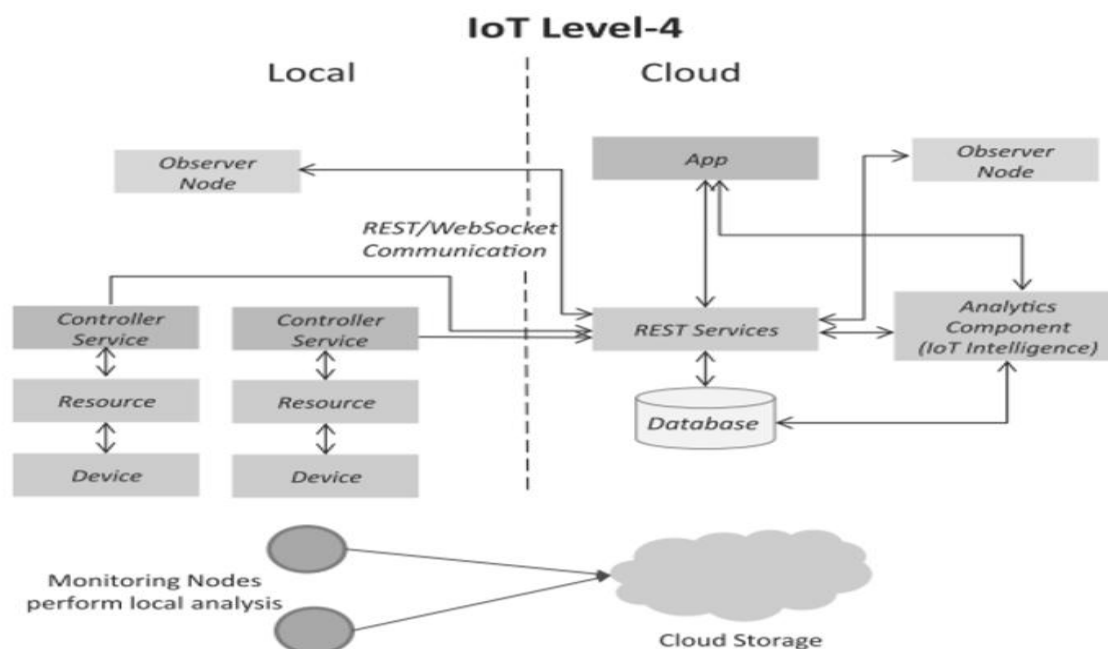 IoT Level-4
Local
Cloud
Observer
Node
App
Observer
Node
REST/WebSocket
Communication
Controller
Service
Controller
Service
REST Services
Analytics
Component
(IoT Intelligence)
Resource
Resource
Database
Device
Device
Monitoring Nodes
perform local analysis
Cloud Storage